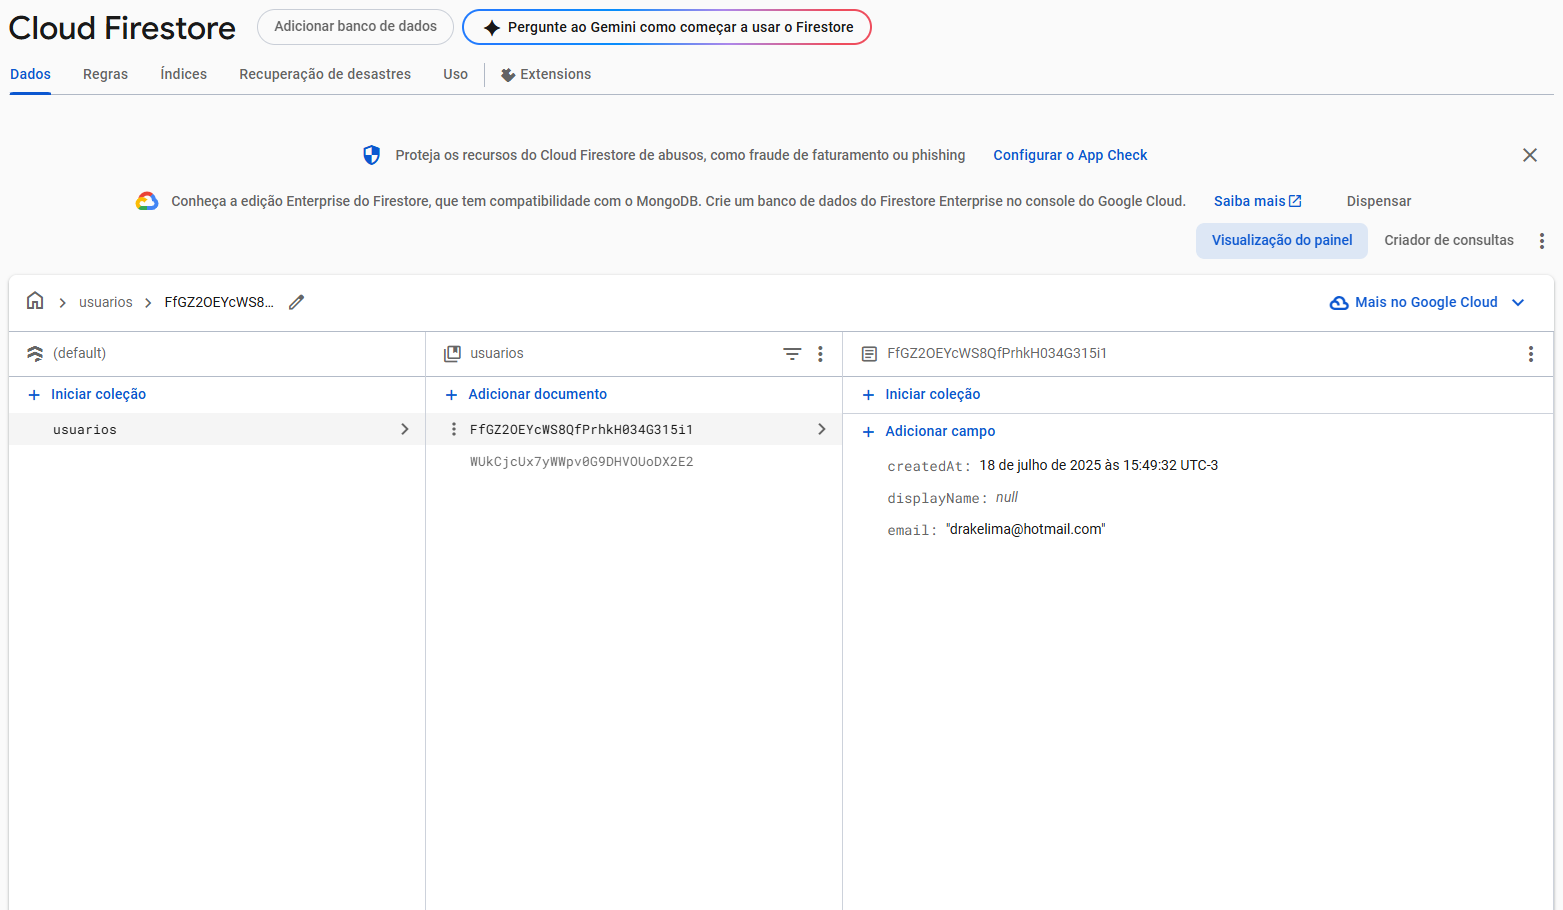 Cloud Firestore Adicionar banco de dados Pergunte ao Gemini como começar a usar o Firestore
Dados Regras Índices Recuperação de desastres Uso Extensions
Proteja os recursos do Cloud Firestore de abusos, como fraude de faturamento ou phishing Configurar o App Check
Conheça a edição Enterprise do Firestore, que tem compatibilidade com o MongoDB. Crie um banco de dados do Firestore Enterprise no console do Google Cloud. Saiba mais Dispensar
Visualização do painel Criador de consultas
usuarios FfGZ2OEYcWS8... Mais no Google Cloud
(default) usuarios FfGZ2OEYcWS8QfPrhkH034G315i1
Iniciar coleção Adicionar documento Iniciar coleção
usuarios FfGZ2OEYcWS8QfPrhkH034G315i1 Adicionar campo
WUkCjcUx7yWWpv0G9DHVOUoDX2E2
createdAt: 18 de julho de 2025 às 15:49:32 UTC-3
displayName: null
email: "drakelima@hotmail.com"